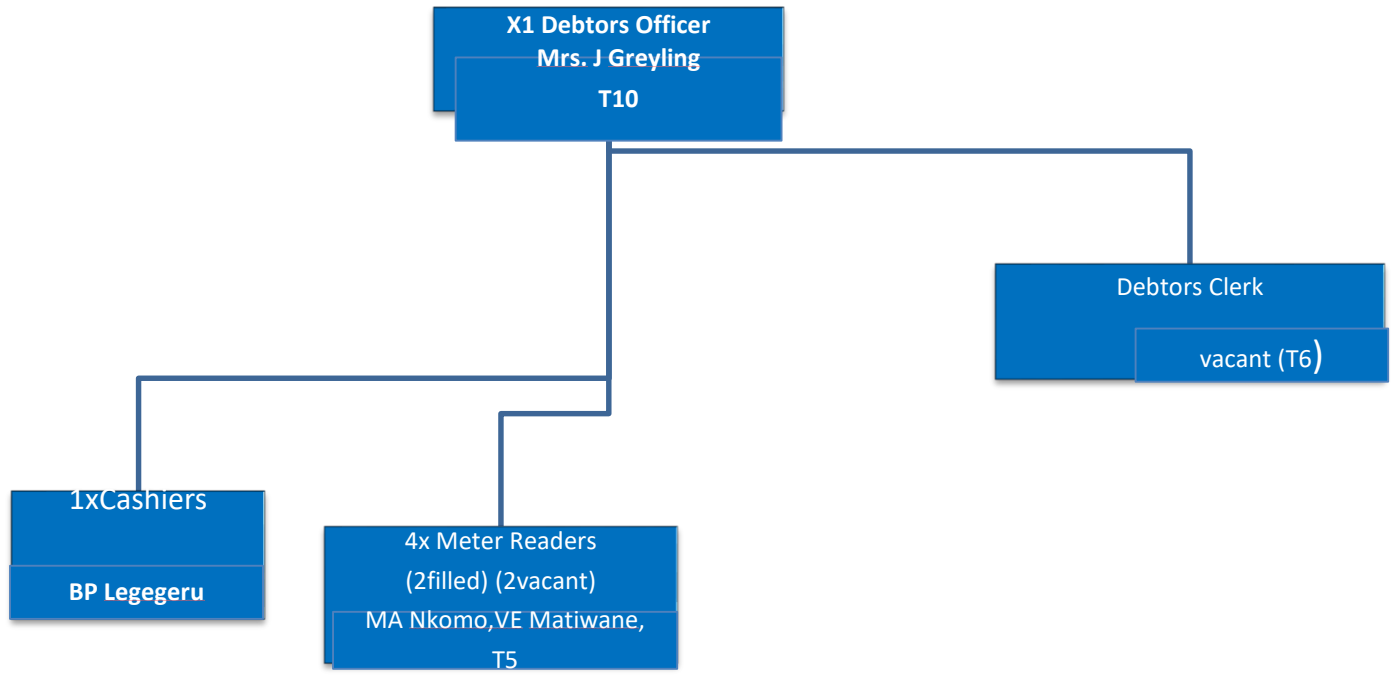 X1 Debtors Officer
Mrs. J Greyling
T10
Debtors Clerk
vacant (T6)
1xCashiers
BP Legegeru
4x Meter Readers
(2filled) (2vacant)
MA Nkomo,VE Matiwane,
T5